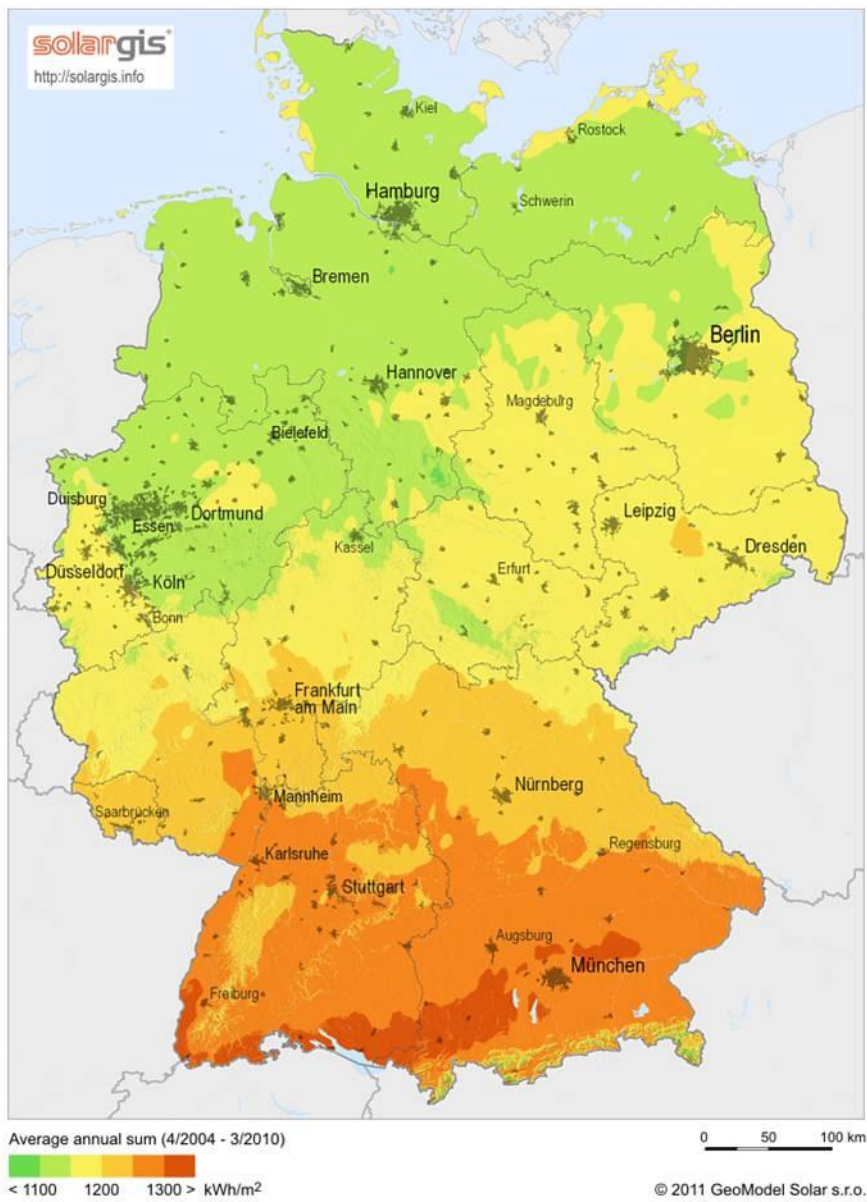 solargis
http://solargis.info
Kiel
Rostock
Hamburg
Schwerin
Bremen
Berlin
Hannover
Magdeburg
Bielefeld
Duisburg
Essen
Dortmund
Leipzig
Kassel
Düsseldorf
Köln
Erfurt
Dresden
Bonn
Frankfurt
am Main
Nürnberg
Mannheim
Saarbrücken
Regensburg
Karlsruhe
Stuttgart
Augsburg
München
Freiburg
Average annual sum (4/2004 - 3/2010)
0 50 100 km
< 1100 1200 1300 > kWh/m²
© 2011 GeoModel Solar s.r.o.